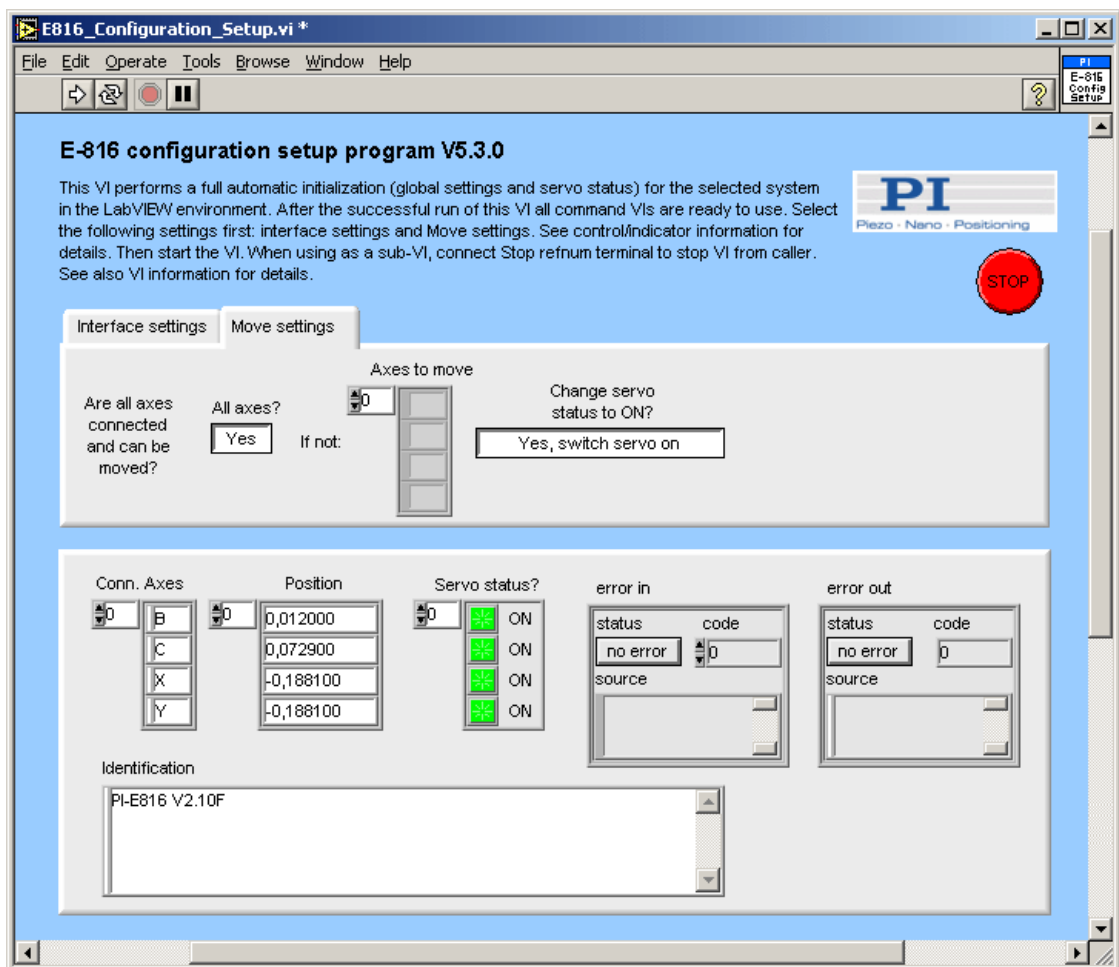 E816_Configuration_Setup.vi *
File Edit Operate Tools Browse Window Help
PI
E-816
Config
Setup
E-816 configuration setup program V5.3.0
This VI performs a full automatic initialization (global settings and servo status) for the selected system
in the LabVIEW environment. After the successful run of this VI all command VIs are ready to use. Select
the following settings first: interface settings and Move settings. See control/indicator information for
details. Then start the VI. When using as a sub-VI, connect Stop refnum terminal to stop VI from caller.
See also VI information for details.
PI
Piezo · Nano · Positioning
STOP
Interface settings Move settings
Are all axes
connected
and can be
moved?
All axes?
Yes
If not:
Axes to move
0
Change servo
status to ON?
Yes, switch servo on
Conn. Axes Position Servo status?
0 B 0 0,012000 0 ON
C 0,072900 ON
X -0,188100 ON
Y -0,188100 ON
error in
status code
no error 0
source
error out
status code
no error 0
source
Identification
PI-E816 V2.10F